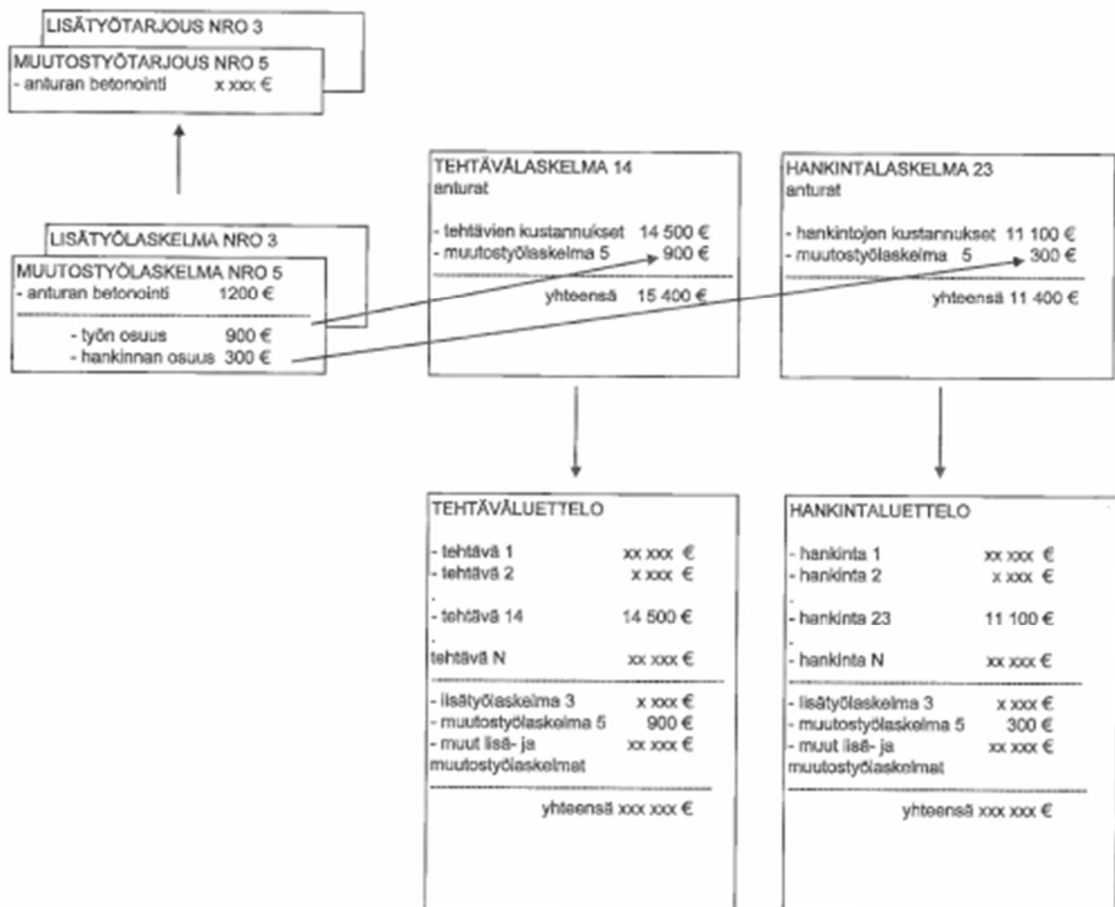 LISÄTYÖTARJOUS NRO 3
MUUTOSTYÖTARJOUS NRO 5
- anturan betonointi x xxx €
LISÄTYÖLASKELMA NRO 3
MUUTOSTYÖLASKELMA NRO 5
- anturan betonointi 1200 €
- työn osuus 900 €
- hankinnan osuus 300 €
TEHTÄVÄLASKELMA 14
anturat
- tehtävien kustannukset 14 500 €
- muutostyölaskelma 5 900 €
yhteensä 15 400 €
HANKINTALASKELMA 23
anturat
- hankintojen kustannukset 11 100 €
- muutostyölaskelma 5 300 €
yhteensä 11 400 €
TEHTÄVÄLUETTELO
- tehtävä 1 xx xxx €
- tehtävä 2 x xxx €
.
- tehtävä 14 14 500 €
.
tehtävä N xx xxx €
- lisätyölaskelma 3 x xxx €
- muutostyölaskelma 5 900 €
- muut lisä- ja xx xxx €
muutostyölaskelmat
yhteensä xxx xxx €
HANKINTALUETTELO
- hankinta 1 xx xxx €
- hankinta 2 x xxx €
.
- hankinta 23 11 100 €
.
- hankinta N xx xxx €
- lisätyölaskelma 3 x xxx €
- muutostyölaskelma 5 300 €
- muut lisä- ja xx xxx €
muutostyölaskelmat
yhteensä xxx xxx €